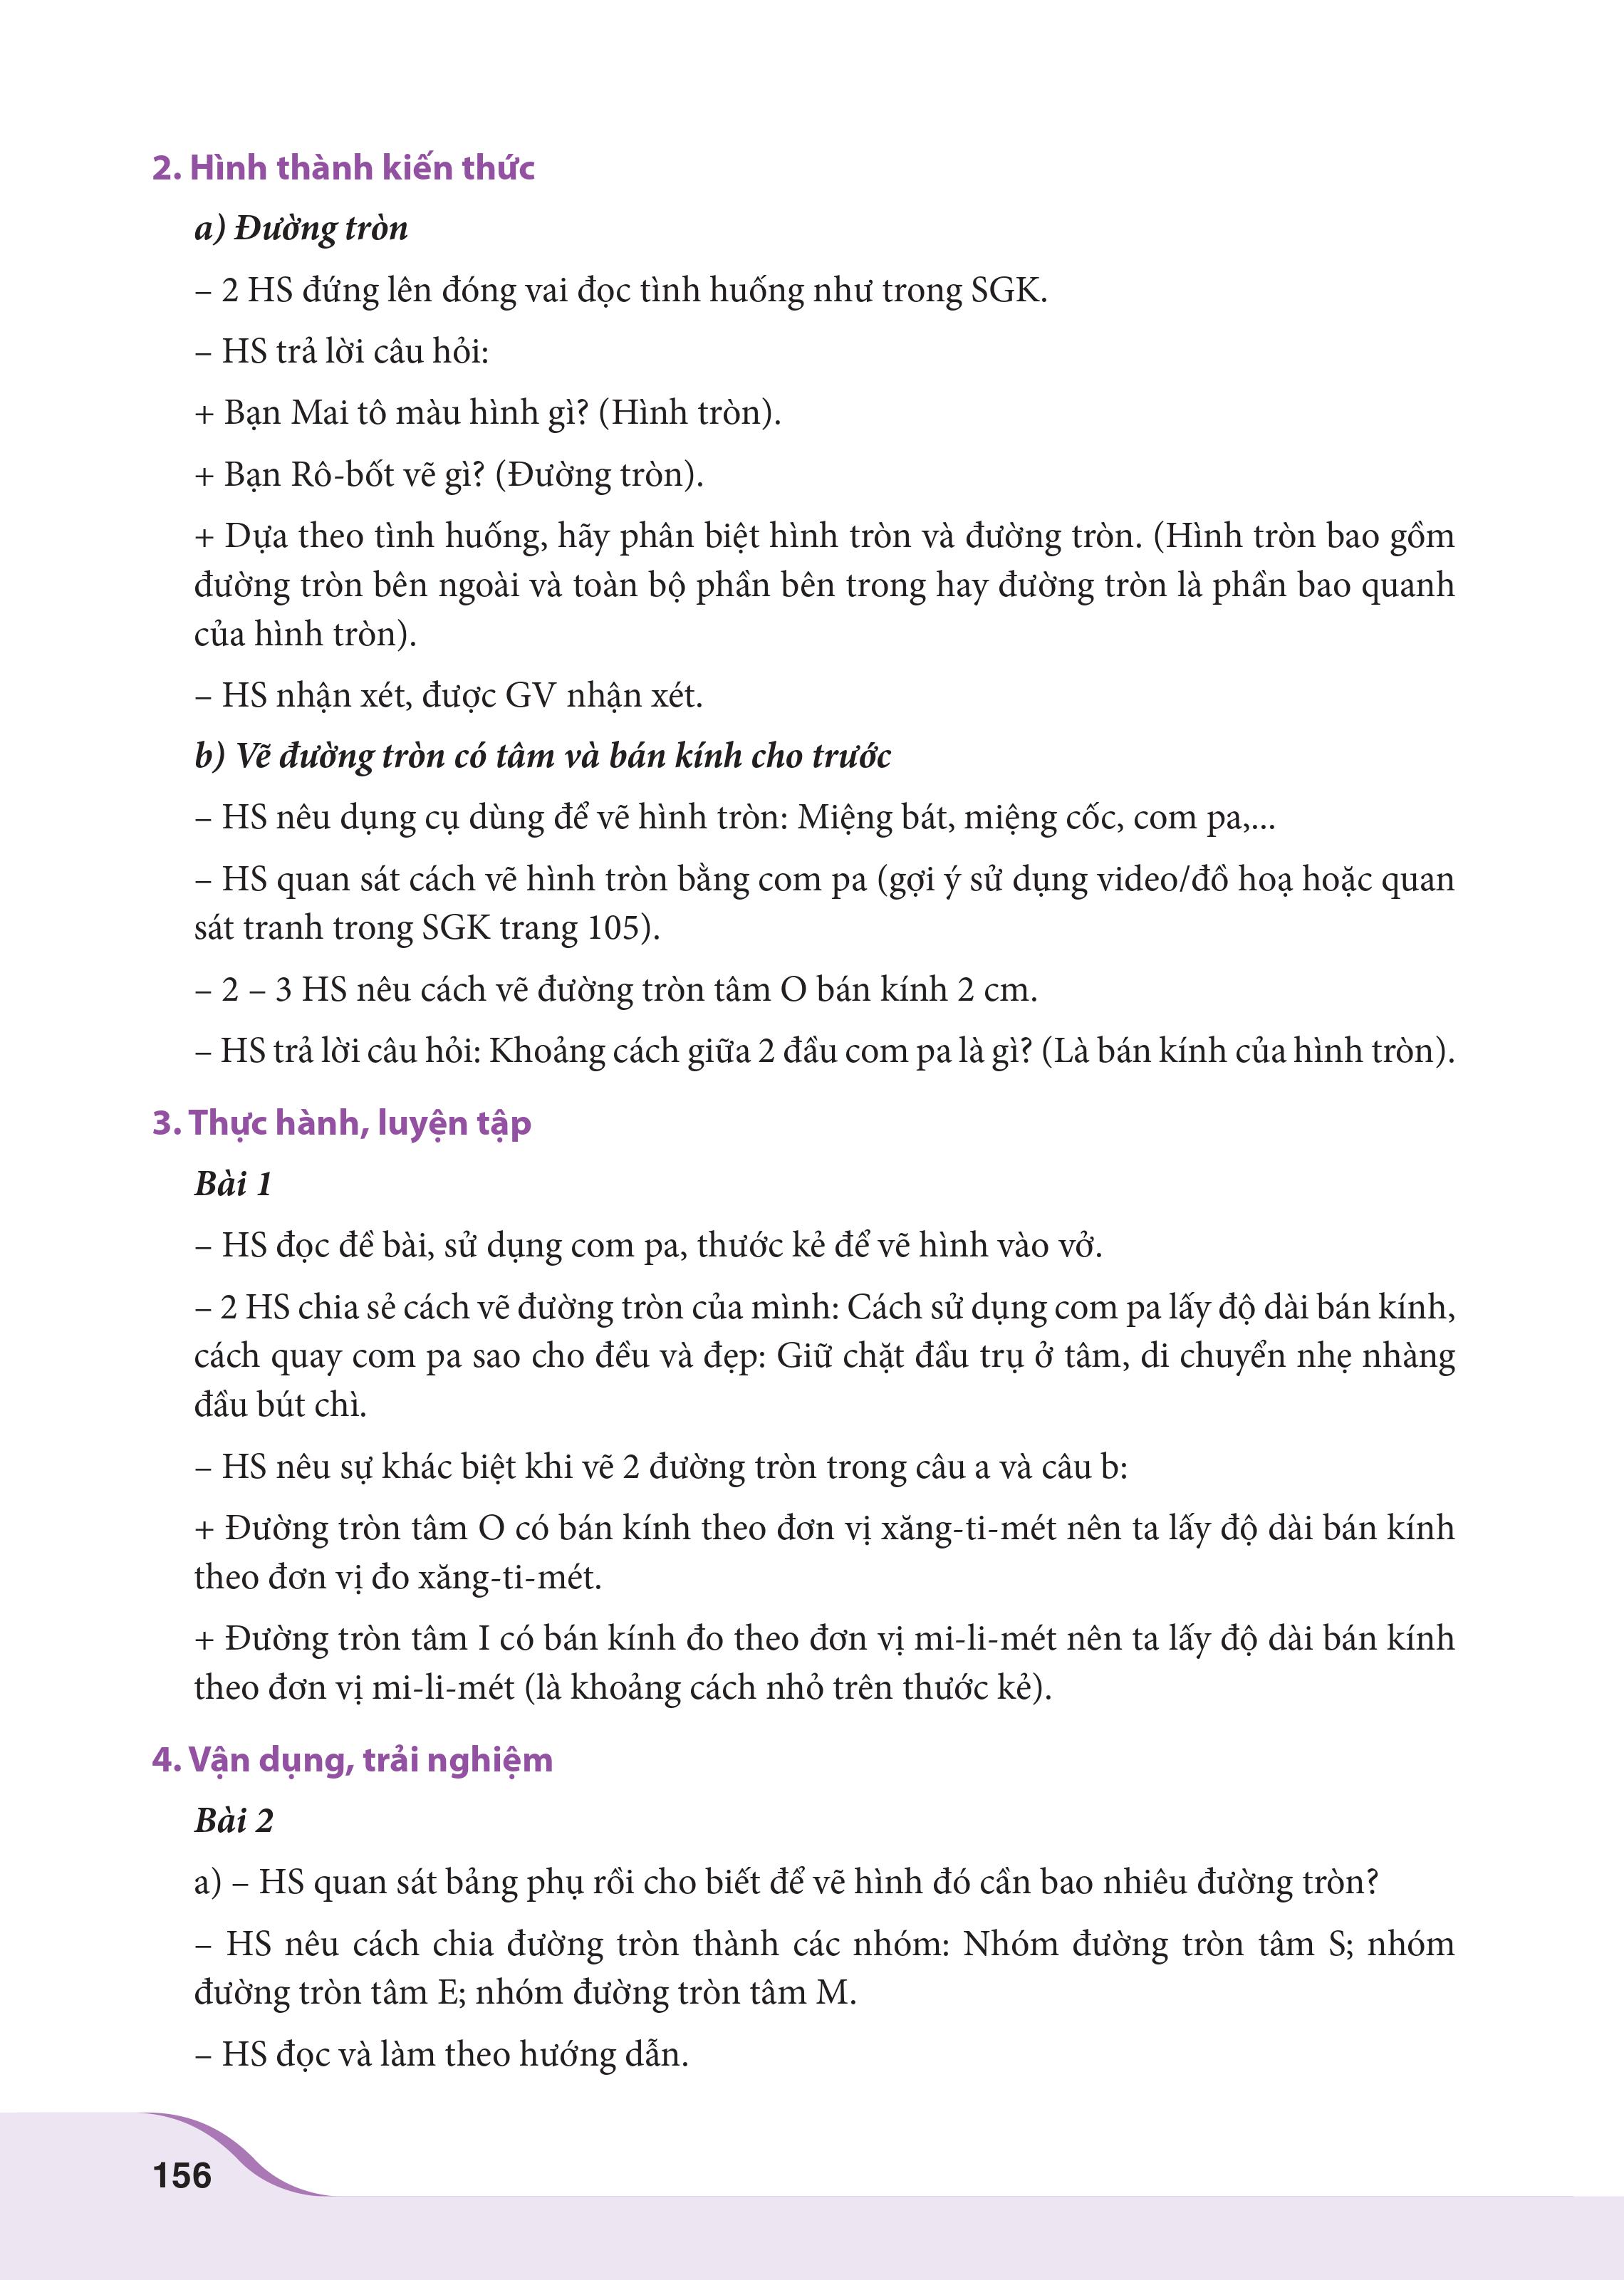 2. Hình thành kiến thức
a) Đường tròn
– 2 HS đứng lên đóng vai đọc tình huống như trong SGK.
– HS trả lời câu hỏi:
+ Bạn Mai tô màu hình gì? (Hình tròn).
+ Bạn Rô-bốt vẽ gì? (Đường tròn).
+ Dựa theo tình huống, hãy phân biệt hình tròn và đường tròn. (Hình tròn bao gồm
đường tròn bên ngoài và toàn bộ phần bên trong hay đường tròn là phần bao quanh
của hình tròn).
– HS nhận xét, được GV nhận xét.
b) Vẽ đường tròn có tâm và bán kính cho trước
– HS nêu dụng cụ dùng để vẽ hình tròn: Miệng bát, miệng cốc, com pa,...
– HS quan sát cách vẽ hình tròn bằng com pa (gợi ý sử dụng video/đồ hoạ hoặc quan
sát tranh trong SGK trang 105).
– 2 – 3 HS nêu cách vẽ đường tròn tâm O bán kính 2 cm.
– HS trả lời câu hỏi: Khoảng cách giữa 2 đầu com pa là gì? (Là bán kính của hình tròn).
3. Thực hành, luyện tập
Bài 1
– HS đọc đề bài, sử dụng com pa, thước kẻ để vẽ hình vào vở.
– 2 HS chia sẻ cách vẽ đường tròn của mình: Cách sử dụng com pa lấy độ dài bán kính,
cách quay com pa sao cho đều và đẹp: Giữ chặt đầu trụ ở tâm, di chuyển nhẹ nhàng
đầu bút chì.
– HS nêu sự khác biệt khi vẽ 2 đường tròn trong câu a và câu b:
+ Đường tròn tâm O có bán kính theo đơn vị xăng-ti-mét nên ta lấy độ dài bán kính
theo đơn vị đo xăng-ti-mét.
+ Đường tròn tâm I có bán kính đo theo đơn vị mi-li-mét nên ta lấy độ dài bán kính
theo đơn vị mi-li-mét (là khoảng cách nhỏ trên thước kẻ).
4. Vận dụng, trải nghiệm
Bài 2
a) – HS quan sát bảng phụ rồi cho biết để vẽ hình đó cần bao nhiêu đường tròn?
– HS nêu cách chia đường tròn thành các nhóm: Nhóm đường tròn tâm S; nhóm
đường tròn tâm E; nhóm đường tròn tâm M.
– HS đọc và làm theo hướng dẫn.
156